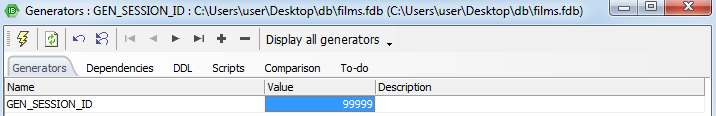 Generators : GEN_SESSION_ID : C:\Users\user\Desktop\db\films.fdb (C:\Users\user\Desktop\db\films.fdb)
Display all generators
Generators Dependencies DDL Scripts Comparison To-do
Name Value Description
GEN_SESSION_ID 99999